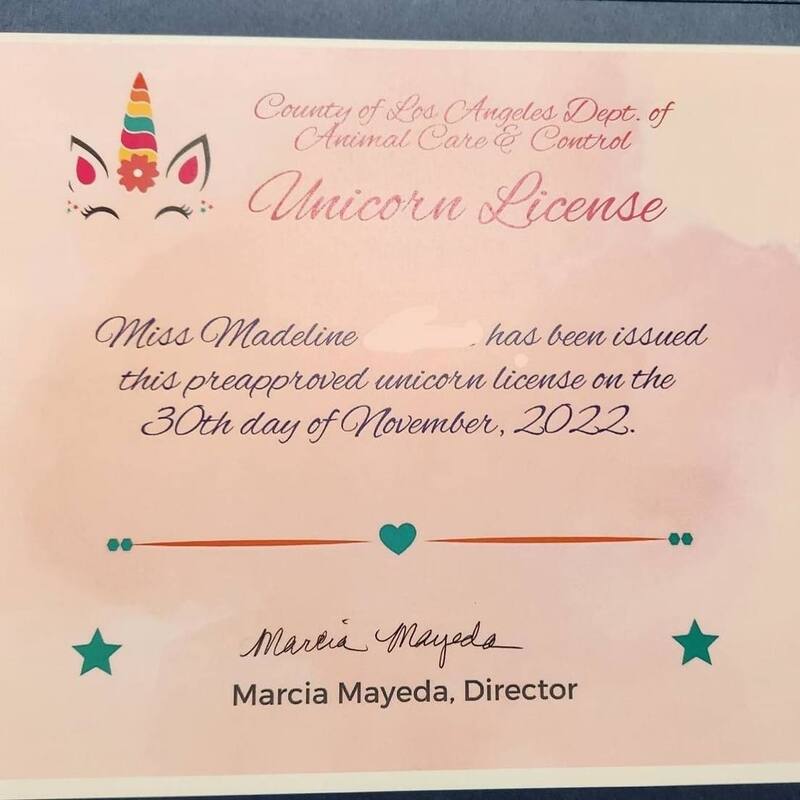 County of Los Angeles Dept. of
Animal Care & Control
Unicorn License
Miss Madeline , has been issued
this preapproved unicorn license on the
30th day of November, 2022.
Marcia Mayeda
Marcia Mayeda, Director